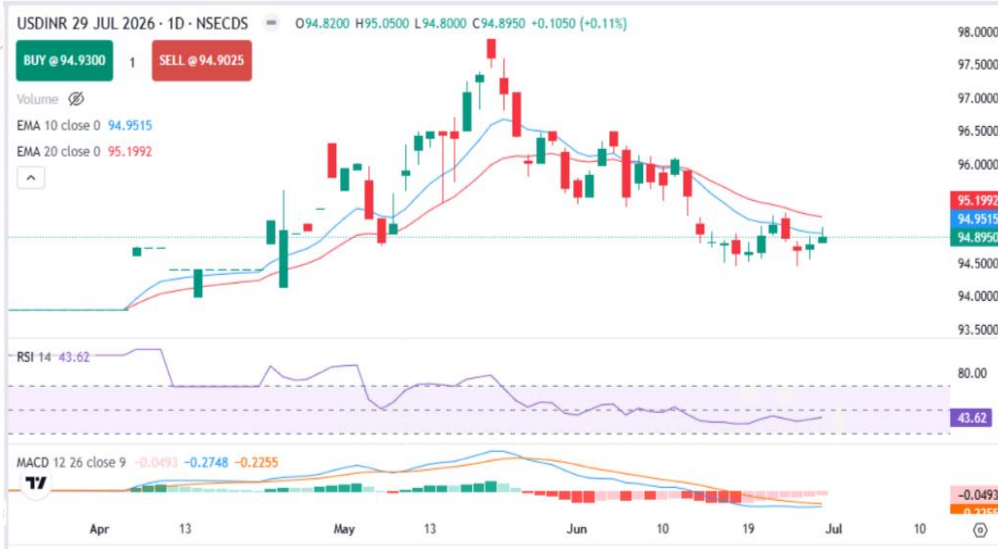 USDINR 29 JUL 2026 · 1D · NSECDS O94.8200 H95.0500 L94.8000 C94.8950 +0.1050 (+0.11%)
BUY @ 94.9300 1 SELL @ 94.9025
Volume
EMA 10 close 0 94.9515
EMA 20 close 0 95.1992
98.0000
97.5000
97.0000
96.5000
96.0000
95.1992
94.9515
94.8950
94.5000
94.0000
93.5000
RSI 14 43.62
80.00
43.62
MACD 12 26 close 9 -0.0493 -0.2748 -0.2255
-0.0493
-0.2255
Apr 13 May 13 Jun 10 19 Jul 10